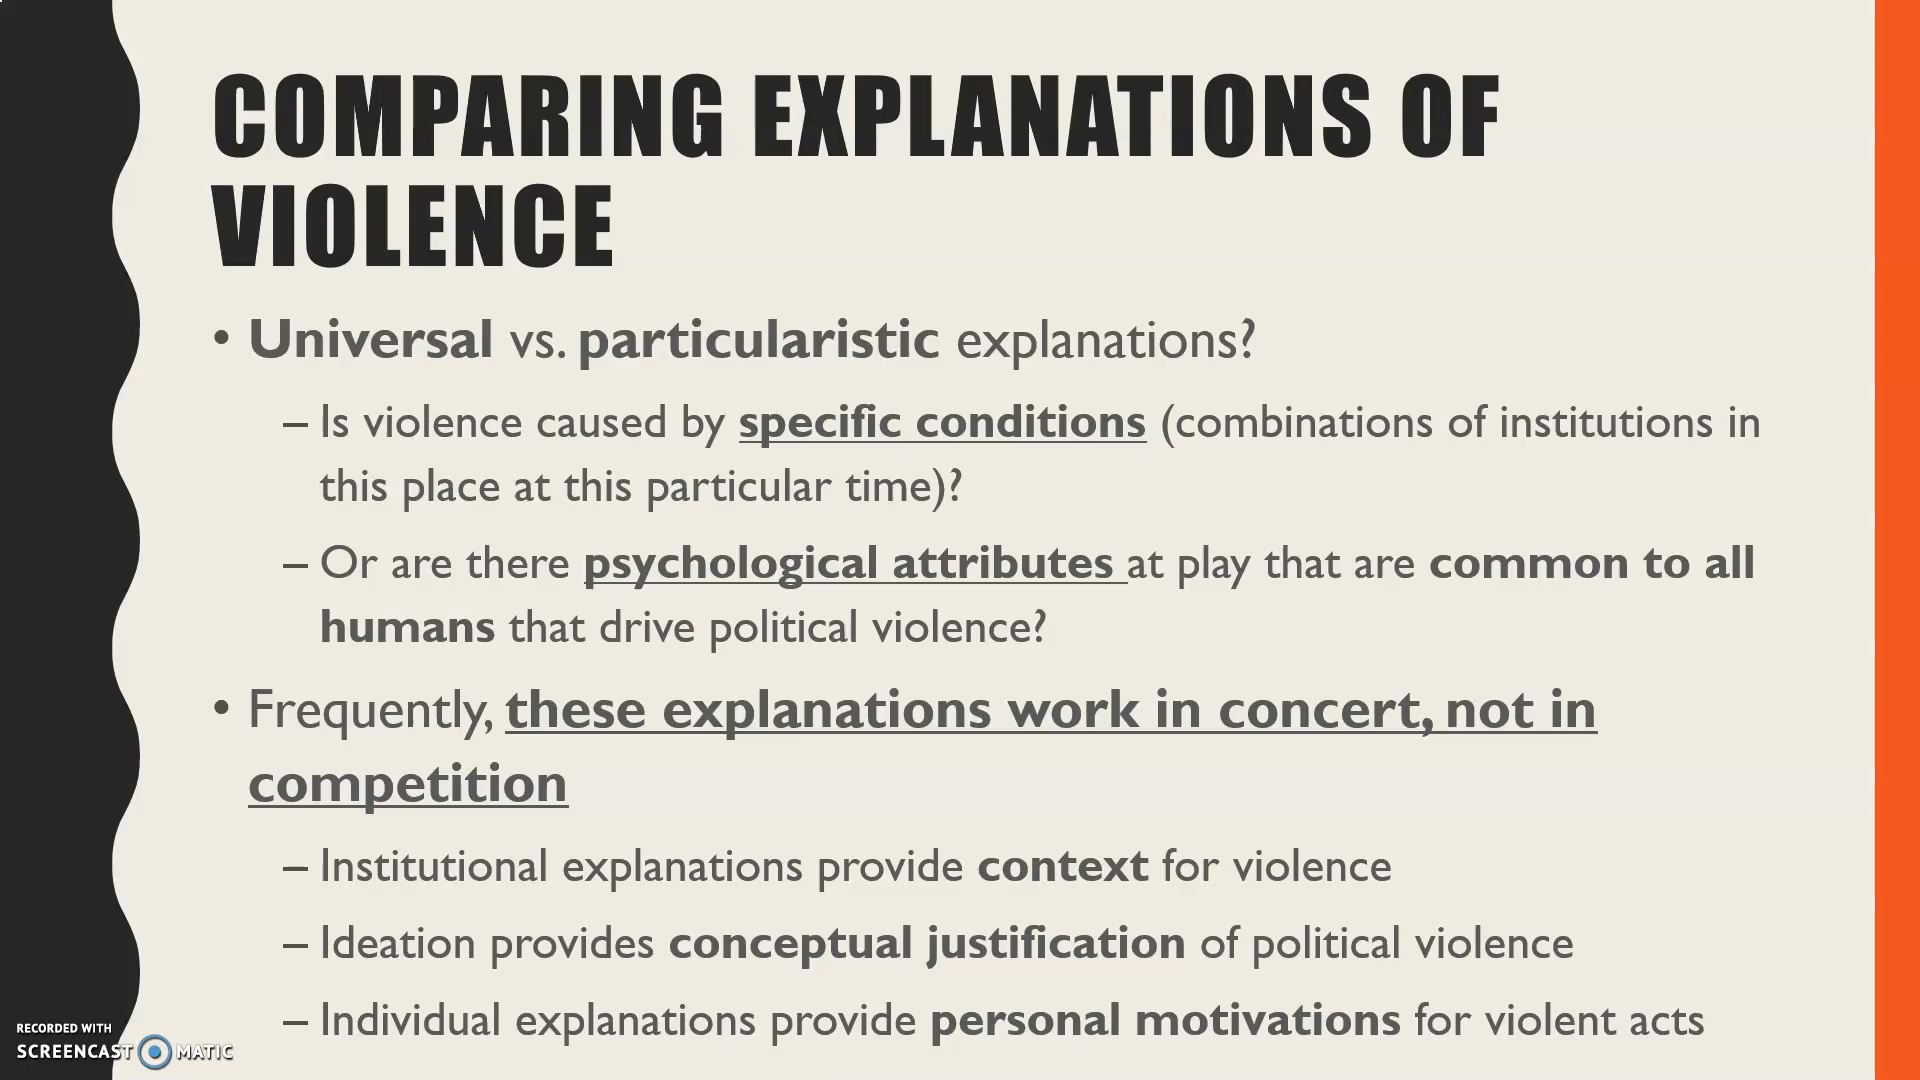 COMPARING EXPLANATIONS OF
VIOLENCE
• Universal vs. particularistic explanations?
– Is violence caused by specific conditions (combinations of institutions in
this place at this particular time)?
– Or are there psychological attributes at play that are common to all
humans that drive political violence?
• Frequently, these explanations work in concert, not in
competition
– Institutional explanations provide context for violence
– Ideation provides conceptual justification of political violence
– Individual explanations provide personal motivations for violent acts
RECORDED WITH
SCREENCAST MATIC